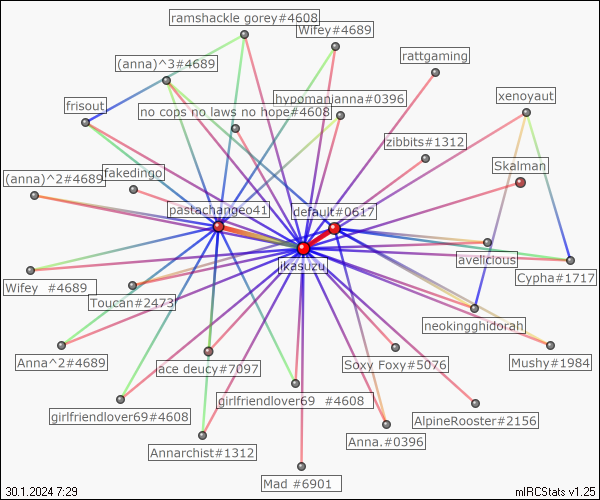 ramshackle gorey#4608
Wifey#4689
rattgaming
(anna)^3#4689
xenoyaut
hypomanianna#0396
frisout
no cops no laws no hope#4608
zibbits#1312
Skalman
fakedingo
(anna)^2#4689
pastachangeo41
default#0617
ikasuzu
avelicious
Cypha#1717
Wifey  #4689
Toucan#2473
neokingghidorah
Anna^2#4689
ace deucy#7097
Soxy Foxy#5076
Mushy#1984
girlfriendlover69  #4608
girlfriendlover69#4608
AlpineRooster#2156
Annarchist#1312
Anna.#0396
Mad #6901
30.1.2024 7:29
mIRCStats v1.25